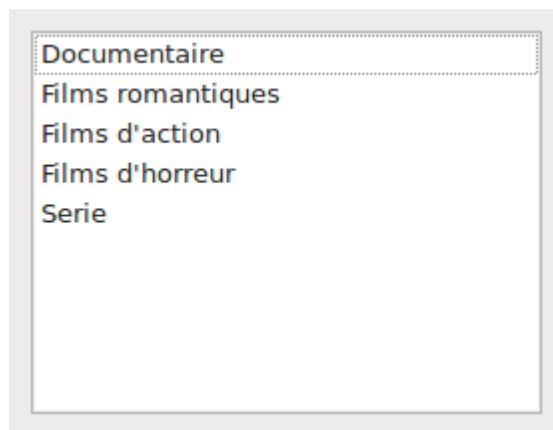 Documentaire
Films romantiques
Films d'action
Films d'horreur
Serie